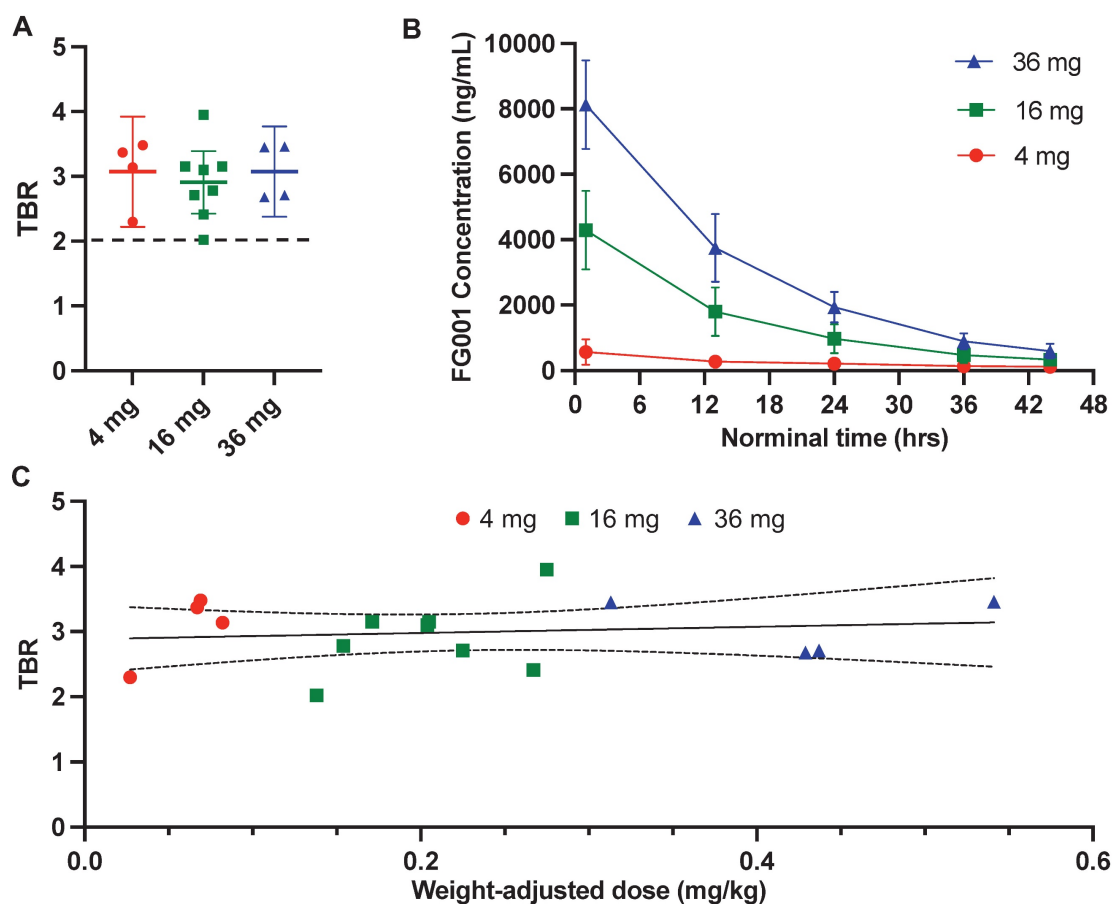 A
TBR
5
4
3
2
1
0
4 mg
16 mg
36 mg
B
FG001 Concentration (ng/mL)
10000
8000
6000
4000
2000
0
0 6 12 18 24 30 36 42 48
Norminal time (hrs)
36 mg
16 mg
4 mg
C
TBR
5
4
3
2
1
0
4 mg 16 mg 36 mg
0.0 0.2 0.4 0.6
Weight-adjusted dose (mg/kg)